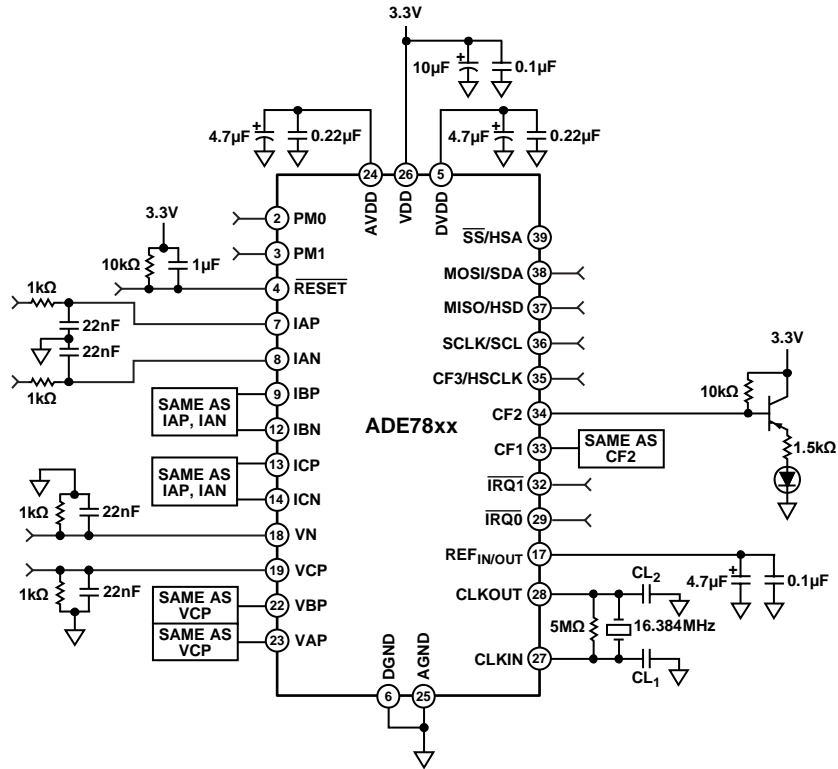 3.3V
10µF
0.1µF
4.7µF
0.22µF
4.7µF
0.22µF
24
26
5
AVDD
VDD
DVDD
3.3V
10kΩ
1µF
2 PM0
3 PM1
4 RESET
1kΩ
22nF
22nF
1kΩ
7 IAP
8 IAN
SAME AS
IAP, IAN
9 IBP
12 IBN
SAME AS
IAP, IAN
13 ICP
14 ICN
1kΩ
22nF
18 VN
19 VCP
1kΩ
22nF
SAME AS
VCP
22 VBP
SAME AS
VCP
23 VAP
ADE78xx
SS/HSA 39
MOSI/SDA 38
MISO/HSD 37
SCLK/SCL 36
CF3/HSCLK 35
CF2 34
CF1 33
SAME AS
CF2
IRQ1 32
IRQ0 29
REFIN/OUT 17
CLKOUT 28
CLKIN 27
3.3V
10kΩ
1.5kΩ
4.7µF
0.1µF
CL2
5MΩ
16.384MHz
CL1
DGND
AGND
6
25